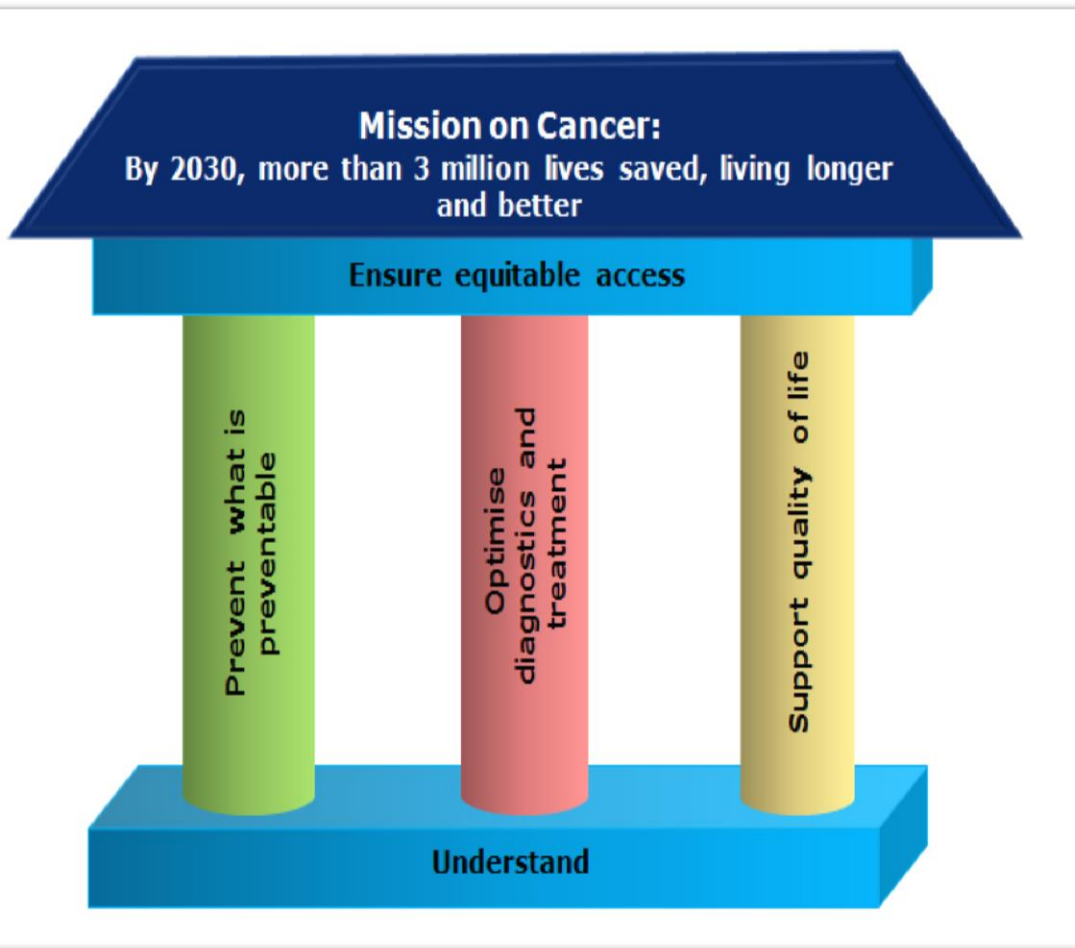 Mission on Cancer:
By 2030, more than 3 million lives saved, living longer
and better
Ensure equitable access
Prevent what is
preventable
Optimise
diagnostics and
treatment
Support quality of life
Understand